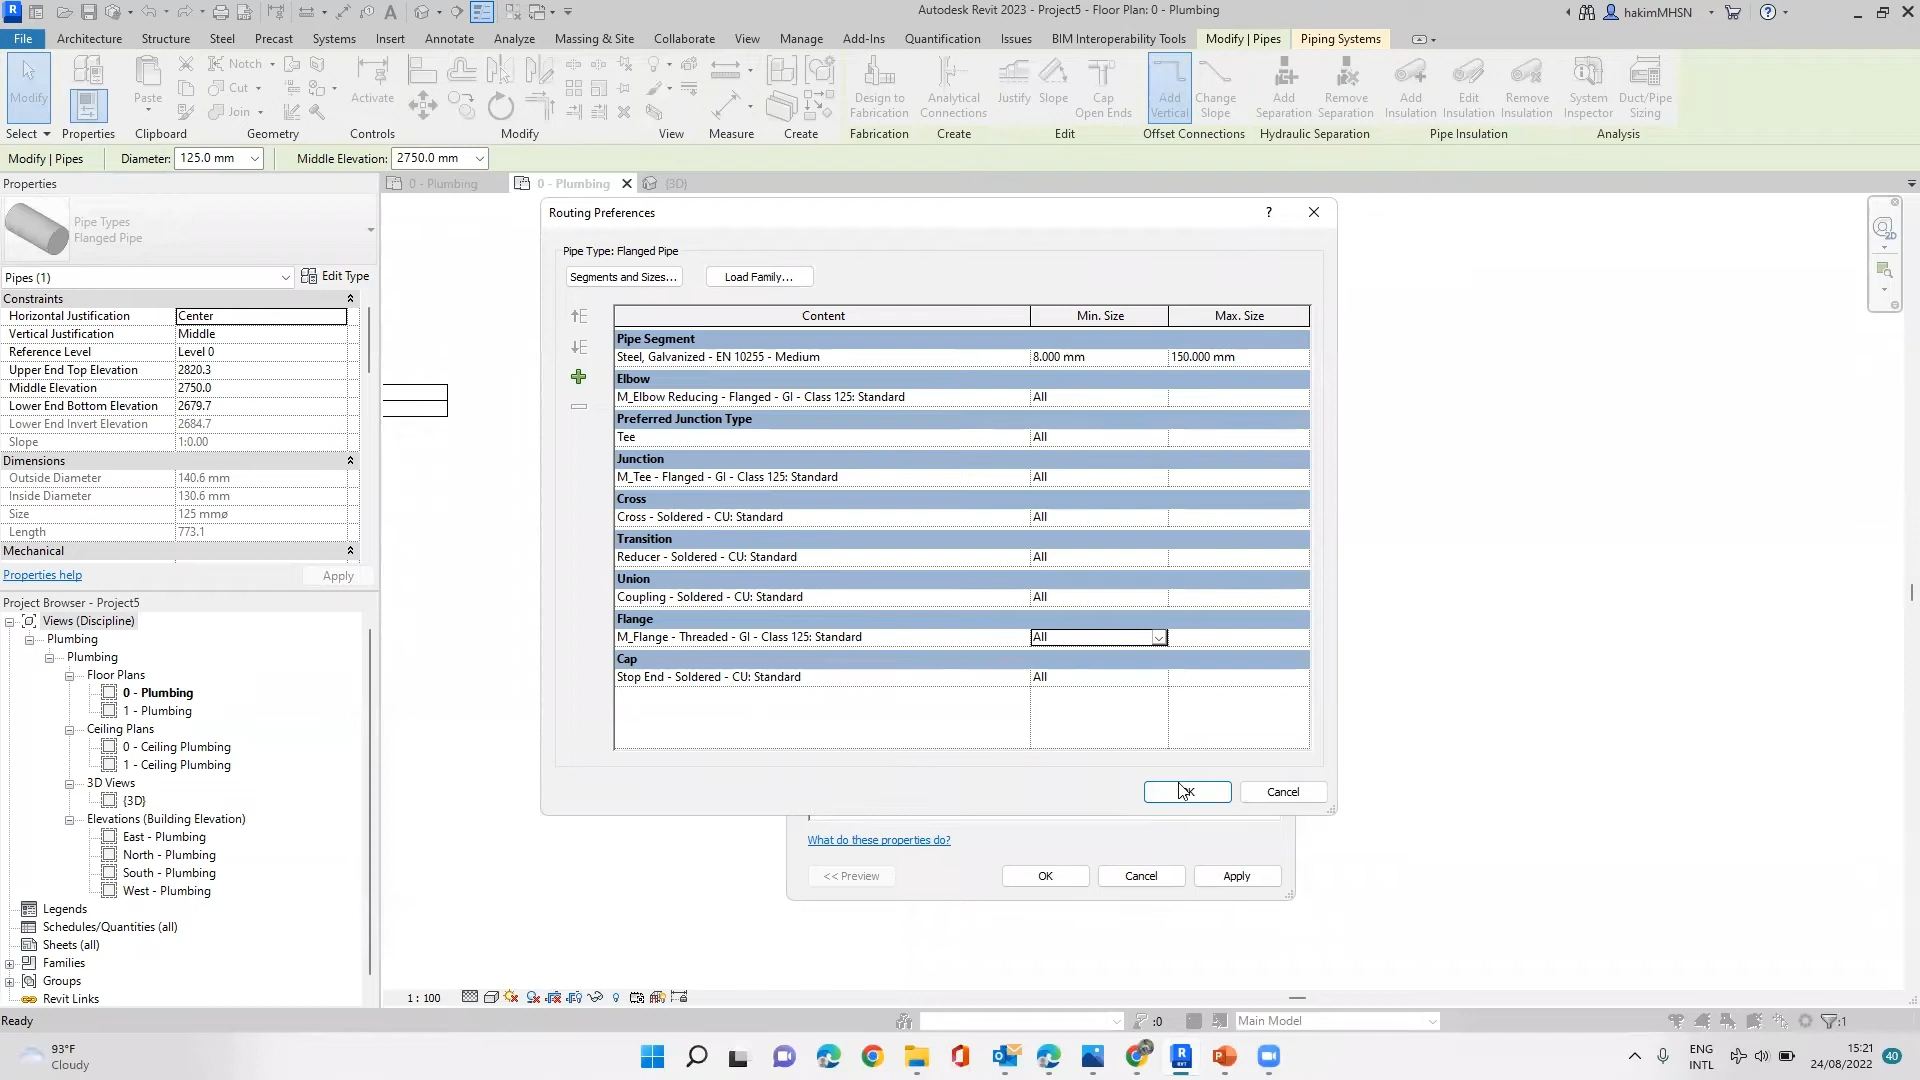 Autodesk Revit 2023 - Project5 - Floor Plan: 0 - Plumbing
hakimMHSN
File Architecture Structure Steel Precast Systems Insert Annotate Analyze Massing & Site Collaborate View Manage Add-Ins Quantification Issues BIM Interoperability Tools Modify | Pipes Piping Systems
Modify
Paste
Notch
Cut
Join
Activate
Design to Fabrication
Analytical Connections
Justify
Slope
Cap Open Ends
Add Vertical
Change Slope
Add Separation
Remove Separation
Add Insulation
Edit Insulation
Remove Insulation
System Inspector
Duct/Pipe Sizing
Select Properties Clipboard Geometry Controls Modify View Measure Create Fabrication Create Edit Offset Connections Hydraulic Separation Pipe Insulation Analysis
Modify | Pipes Diameter: 125.0 mm Middle Elevation: 2750.0 mm
Properties
0 - Plumbing
0 - Plumbing
{3D}
Pipe Types
Flanged Pipe
Pipes (1) Edit Type
Constraints
Horizontal Justification Center
Vertical Justification Middle
Reference Level Level 0
Upper End Top Elevation 2820.3
Middle Elevation 2750.0
Lower End Bottom Elevation 2679.7
Lower End Invert Elevation 2684.7
Slope 1:0.00
Dimensions
Outside Diameter 140.6 mm
Inside Diameter 130.6 mm
Size 125 mmø
Length 773.1
Mechanical
Properties help Apply
Project Browser - Project5
Views (Discipline)
Plumbing
Plumbing
Floor Plans
0 - Plumbing
1 - Plumbing
Ceiling Plans
0 - Ceiling Plumbing
1 - Ceiling Plumbing
3D Views
{3D}
Elevations (Building Elevation)
East - Plumbing
North - Plumbing
South - Plumbing
West - Plumbing
Legends
Schedules/Quantities (all)
Sheets (all)
Families
Groups
Revit Links
Routing Preferences
?
Pipe Type: Flanged Pipe
Segments and Sizes... Load Family...
Content Min. Size Max. Size
Pipe Segment
Steel, Galvanized - EN 10255 - Medium 8.000 mm 150.000 mm
Elbow
M_Elbow Reducing - Flanged - GI - Class 125: Standard All
Preferred Junction Type
Tee All
Junction
M_Tee - Flanged - GI - Class 125: Standard All
Cross
Cross - Soldered - CU: Standard All
Transition
Reducer - Soldered - CU: Standard All
Union
Coupling - Soldered - CU: Standard All
Flange
M_Flange - Threaded - GI - Class 125: Standard All
Cap
Stop End - Soldered - CU: Standard All
Cancel
What do these properties do?
<< Preview OK Cancel Apply
2D
1 : 100
Ready
:0
Main Model
:1
93°F
Cloudy
ENG
INTL
15:21
24/08/2022
40